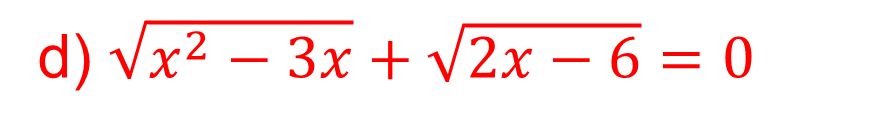 d) √(x² − 3x) + √(2x − 6) = 0